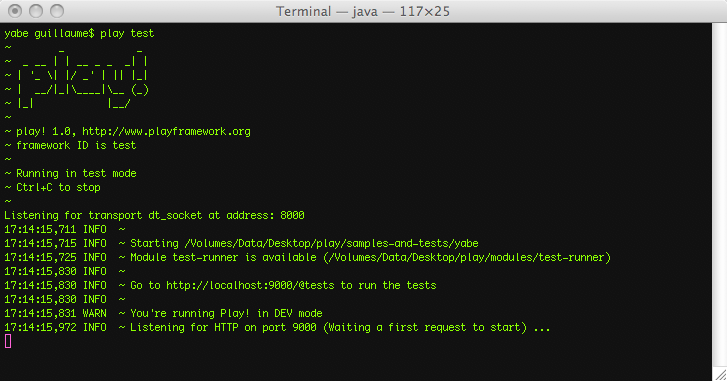 Terminal — java — 117×25
yabe guillaume$ play test
~        _            _
~  _ __ | | __ _ _  _| |
~ | '_ \| |/ _' | || |_|
~ |  __/|_|\____|\__ (_)
~ |_|            |__/
~
~ play! 1.0, http://www.playframework.org
~ framework ID is test
~
~ Running in test mode
~ Ctrl+C to stop
~
Listening for transport dt_socket at address: 8000
17:14:15,711 INFO  ~
17:14:15,715 INFO  ~ Starting /Volumes/Data/Desktop/play/samples-and-tests/yabe
17:14:15,725 INFO  ~ Module test-runner is available (/Volumes/Data/Desktop/play/modules/test-runner)
17:14:15,830 INFO  ~
17:14:15,830 INFO  ~ Go to http://localhost:9000/@tests to run the tests
17:14:15,830 INFO  ~
17:14:15,831 WARN  ~ You're running Play! in DEV mode
17:14:15,972 INFO  ~ Listening for HTTP on port 9000 (Waiting a first request to start) ...